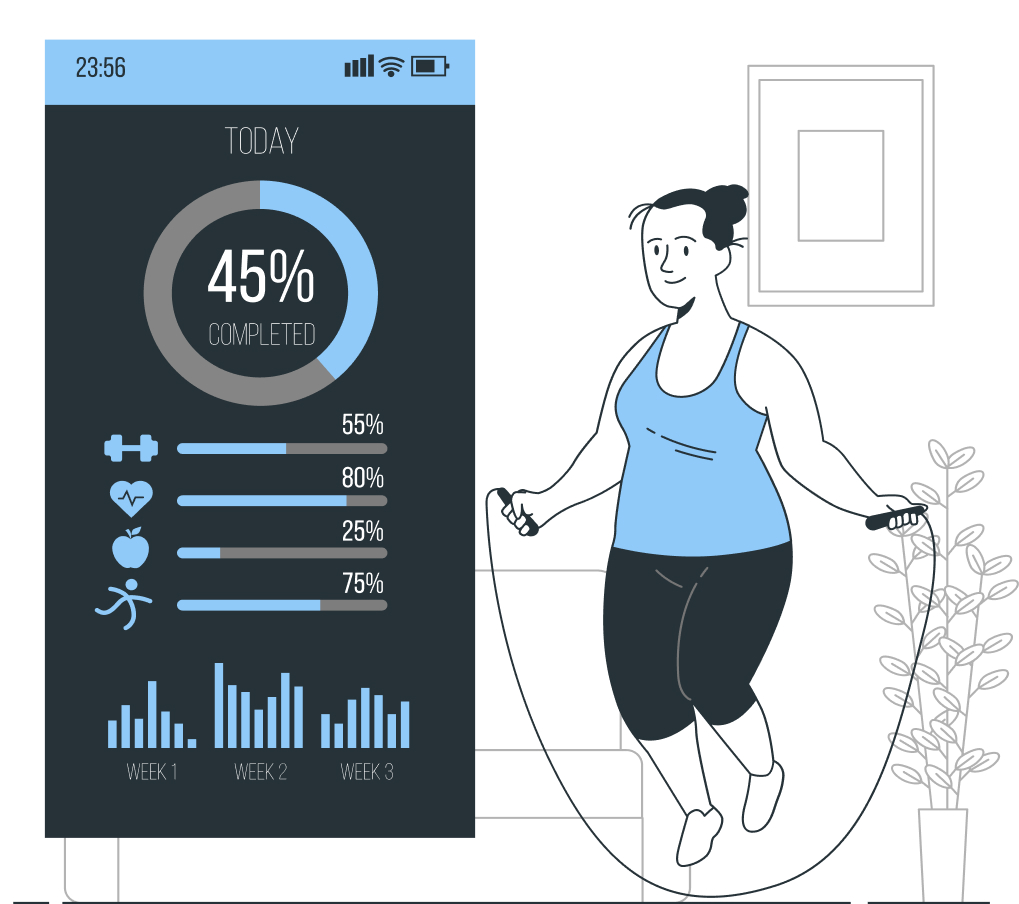 23:56
TODAY
45%
COMPLETED
55%
80%
25%
75%
WEEK 1
WEEK 2
WEEK 3